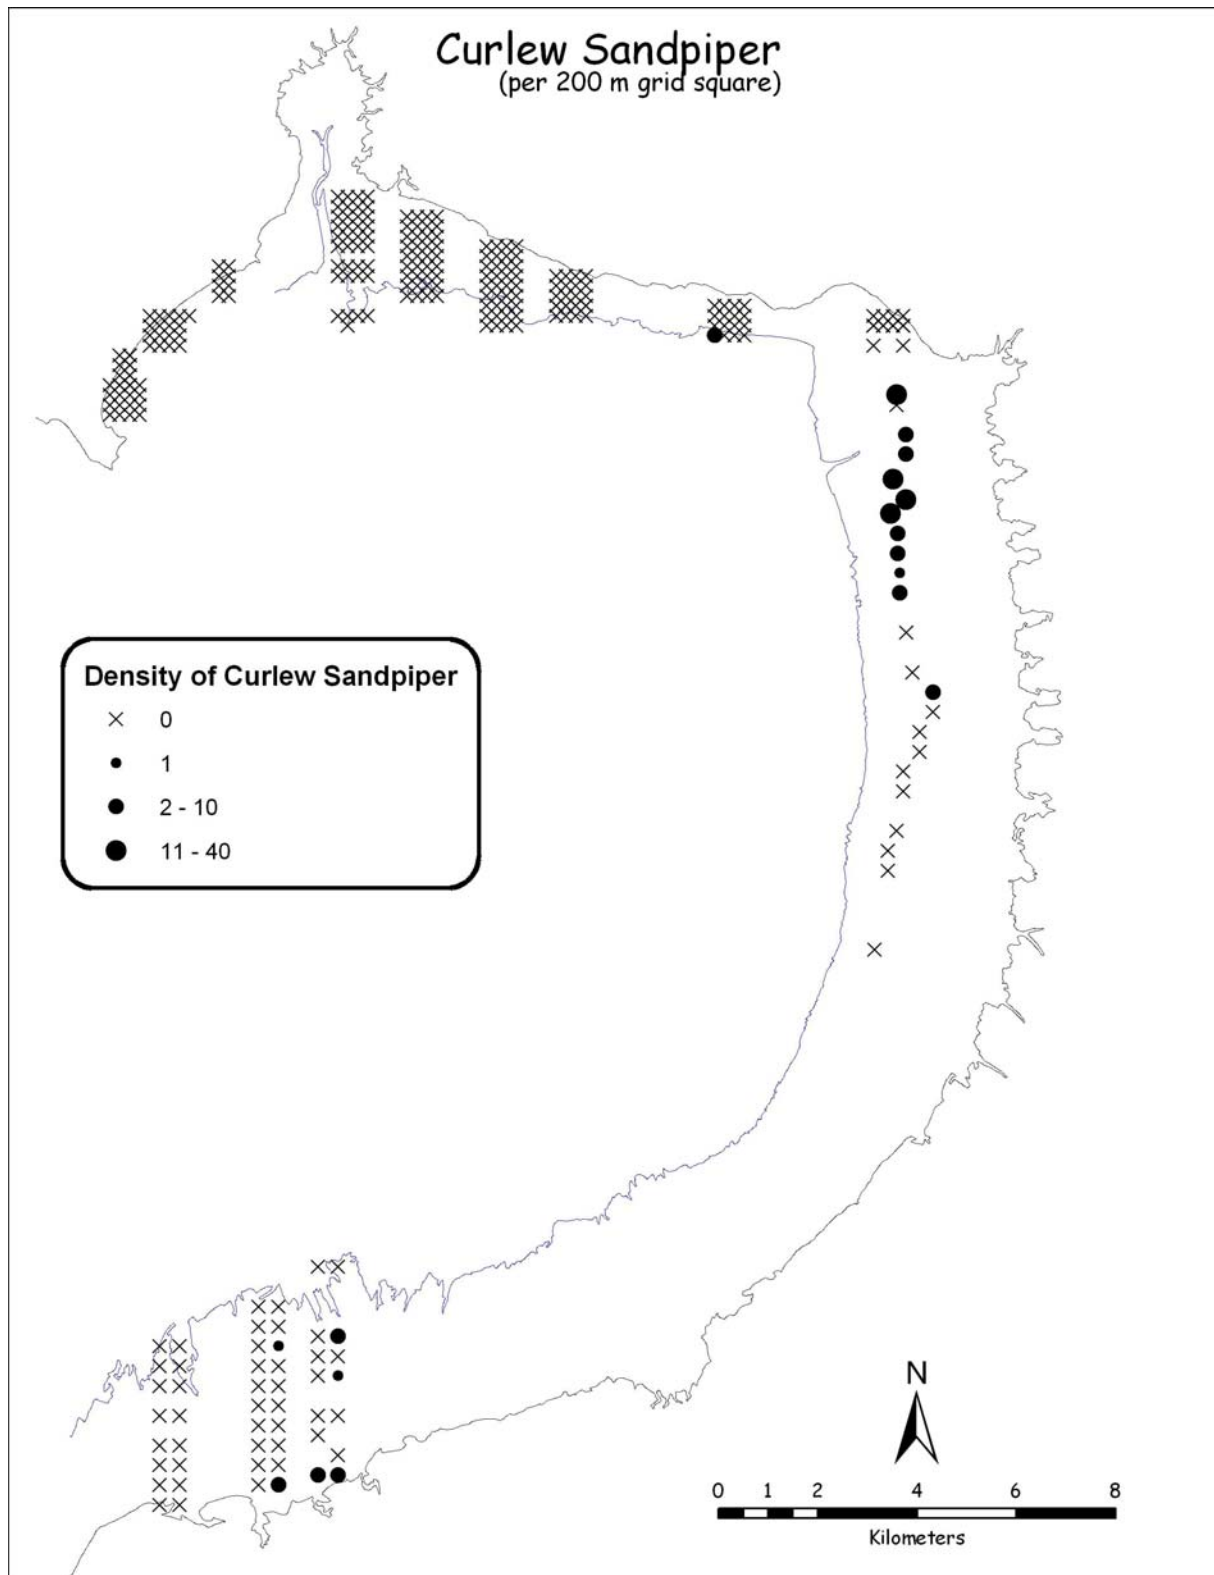 Curlew Sandpiper
(per 200 m grid square)
Density of Curlew Sandpiper
0
1
2 - 10
11 - 40
N
0 1 2 4 6 8
Kilometers